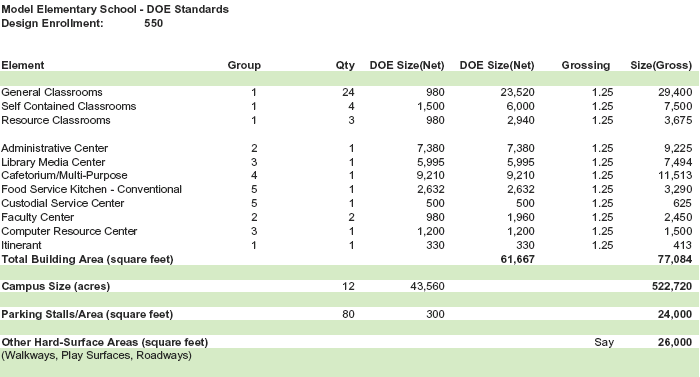 Model Elementary School - DOE Standards
Design Enrollment: 550
Element Group Qty DOE Size(Net) DOE Size(Net) Grossing Size(Gross)
General Classrooms 1 24 980 23,520 1.25 29,400
Self Contained Classrooms 1 4 1,500 6,000 1.25 7,500
Resource Classrooms 1 3 980 2,940 1.25 3,675
Administrative Center 2 1 7,380 7,380 1.25 9,225
Library Media Center 3 1 5,995 5,995 1.25 7,494
Cafetorium/Multi-Purpose 4 1 9,210 9,210 1.25 11,513
Food Service Kitchen - Conventional 5 1 2,632 2,632 1.25 3,290
Custodial Service Center 5 1 500 500 1.25 625
Faculty Center 2 2 980 1,960 1.25 2,450
Computer Resource Center 3 1 1,200 1,200 1.25 1,500
Itinerant 1 1 330 330 1.25 413
Total Building Area (square feet) 61,667 77,084
Campus Size (acres) 12 43,560 522,720
Parking Stalls/Area (square feet) 80 300 24,000
Other Hard-Surface Areas (square feet) Say 26,000
(Walkways, Play Surfaces, Roadways)